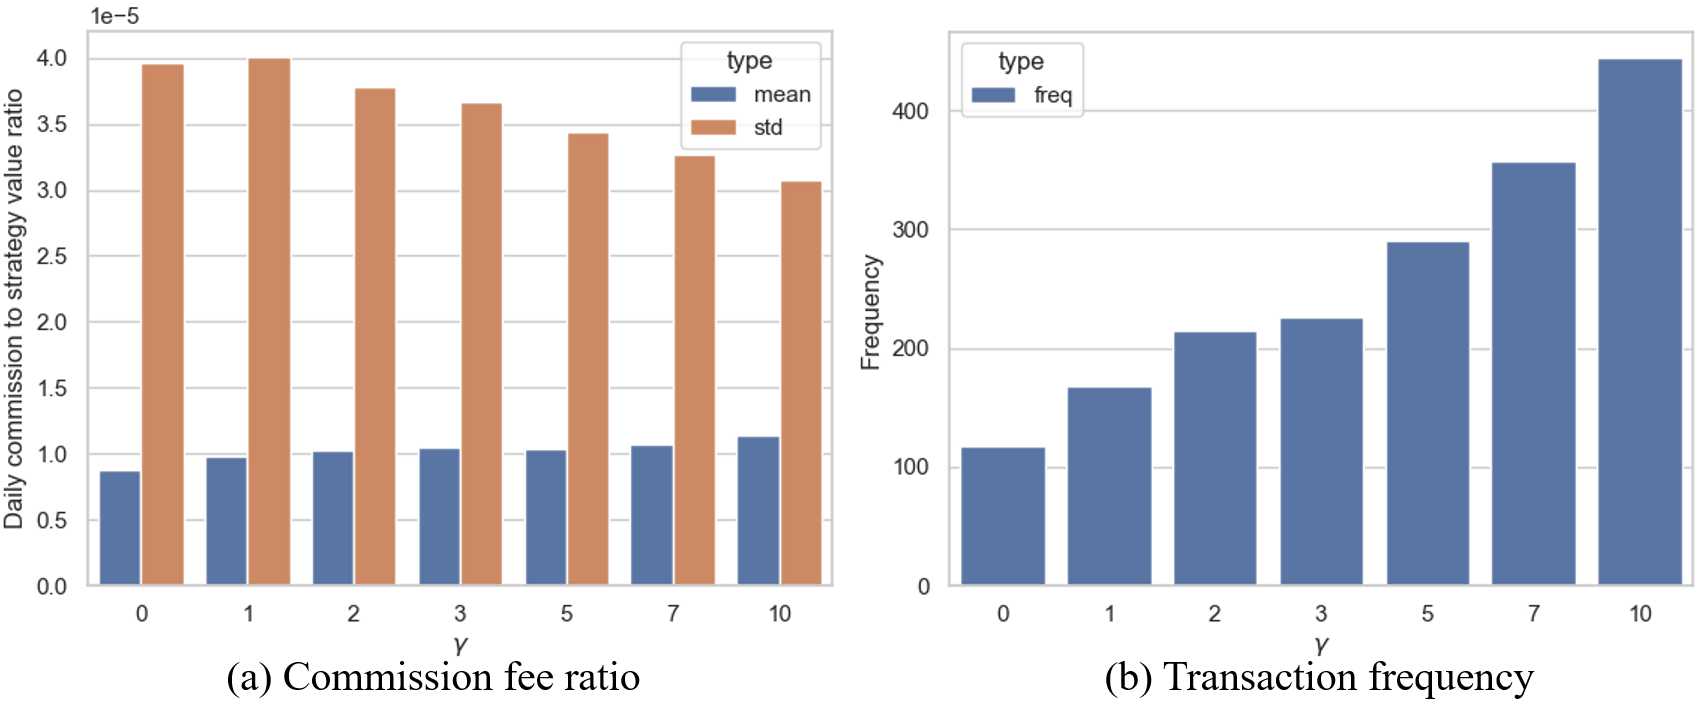 1e−5
Daily commission to strategy value ratio
4.0
3.5
3.0
2.5
2.0
1.5
1.0
0.5
0.0
type
mean
std
0 1 2 3 5 7 10
γ
(a) Commission fee ratio
Frequency
400
300
200
100
0
type
freq
0 1 2 3 5 7 10
γ
(b) Transaction frequency